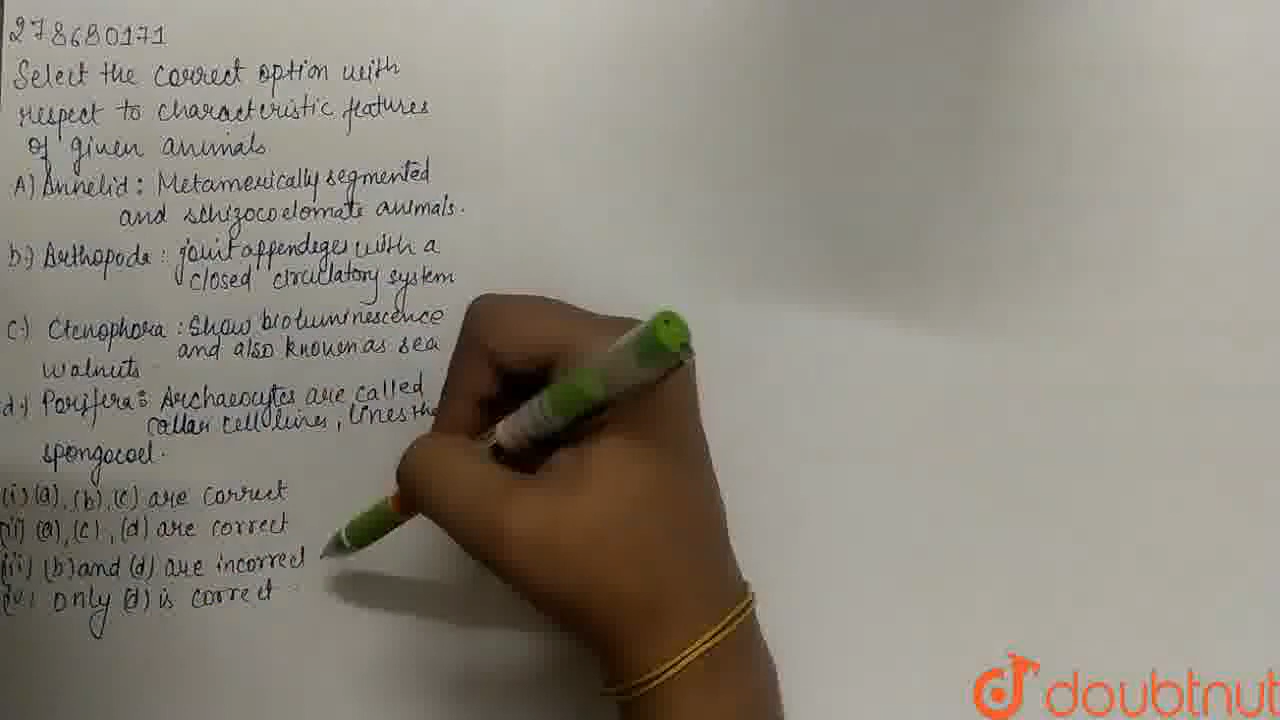 278680171
Select the correct option with
respect to characteristic features
of given animals
A) Annelid : Metamerically segmented
and schizocoelomate animals.
b.) Arthopoda : joint appendeges with a
closed circulatory system
c.) Ctenophora : Show bioluminescence
and also known as sea
walnuts
d.) Porifera : Archaeocytes are called
collar cell lines, lines the
spongocoel.
(i) (a), (b), (c) are correct
(ii) (a), (c), (d) are correct
(iii) (b) and (d) are incorrect
(iv) only (d) is correct
doubtnut